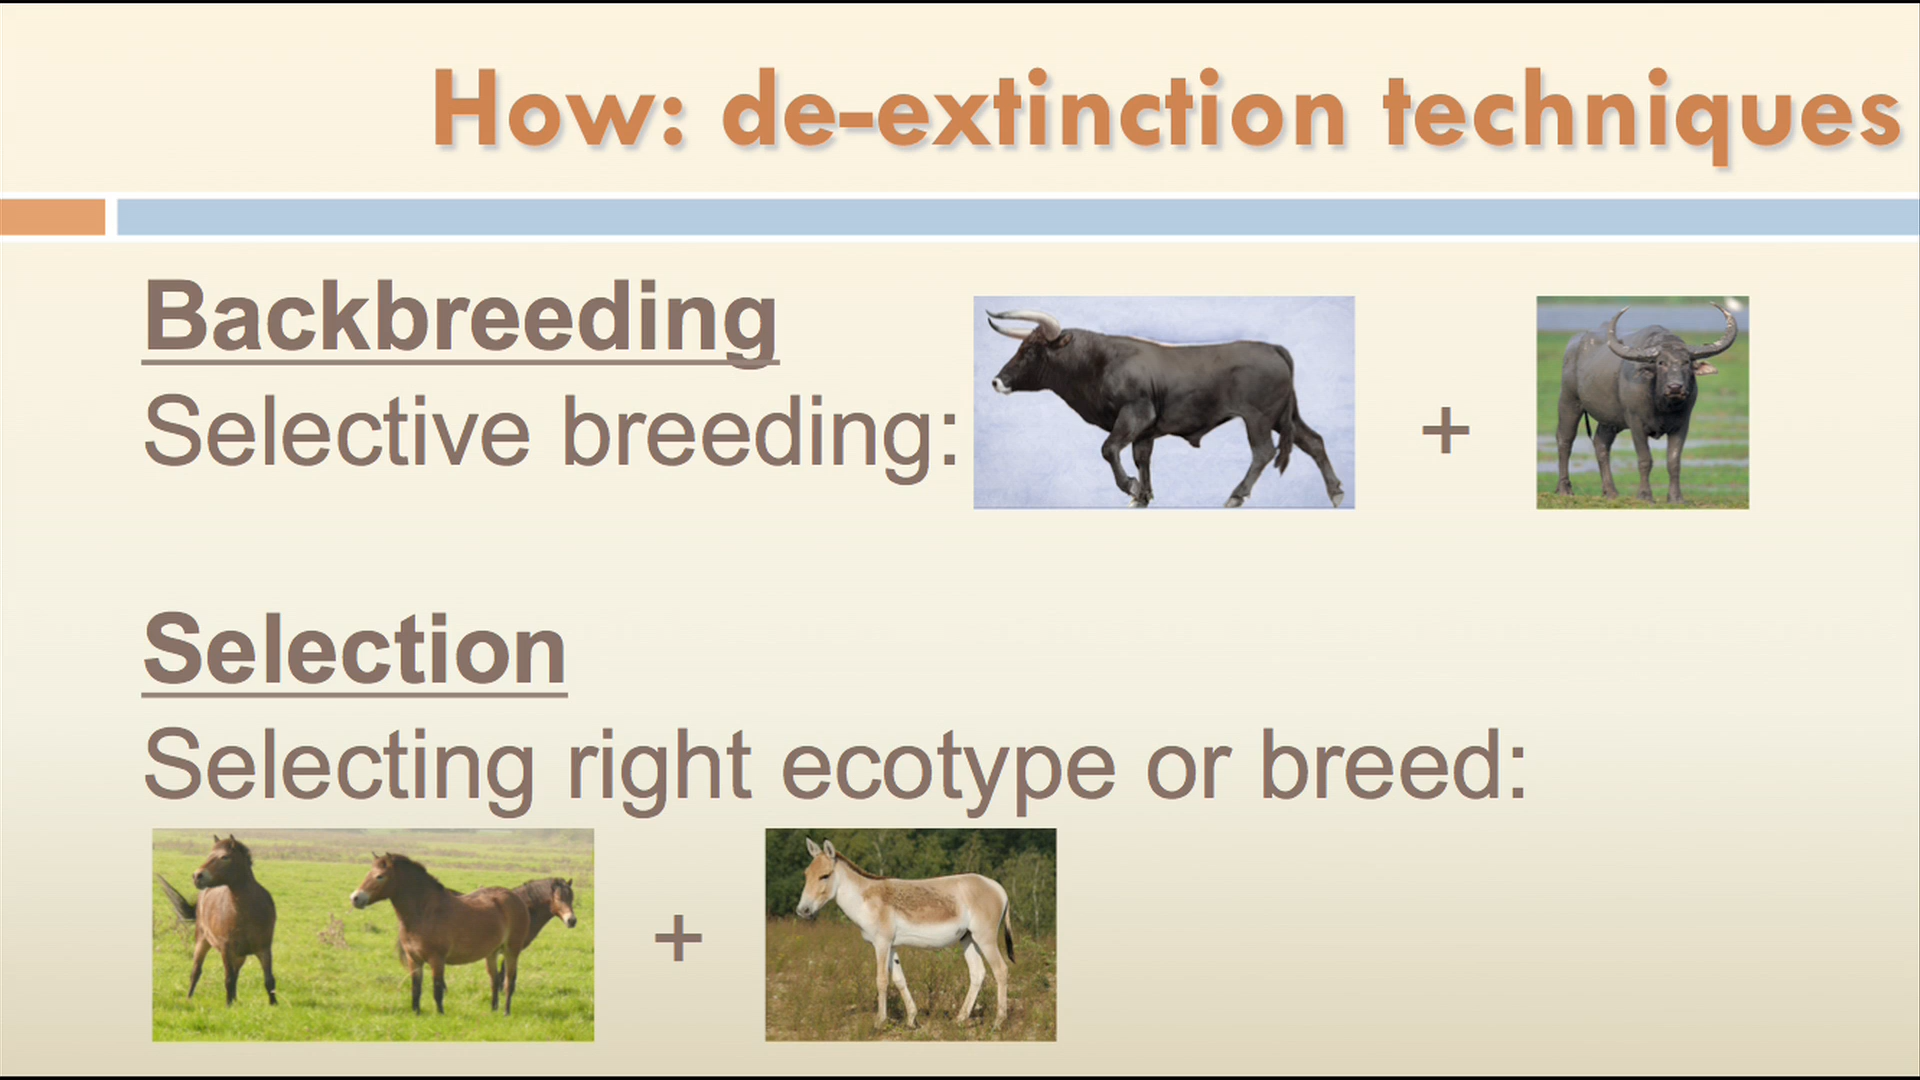 How: de-extinction techniques
Backbreeding
Selective breeding:
+
Selection
Selecting right ecotype or breed:
+